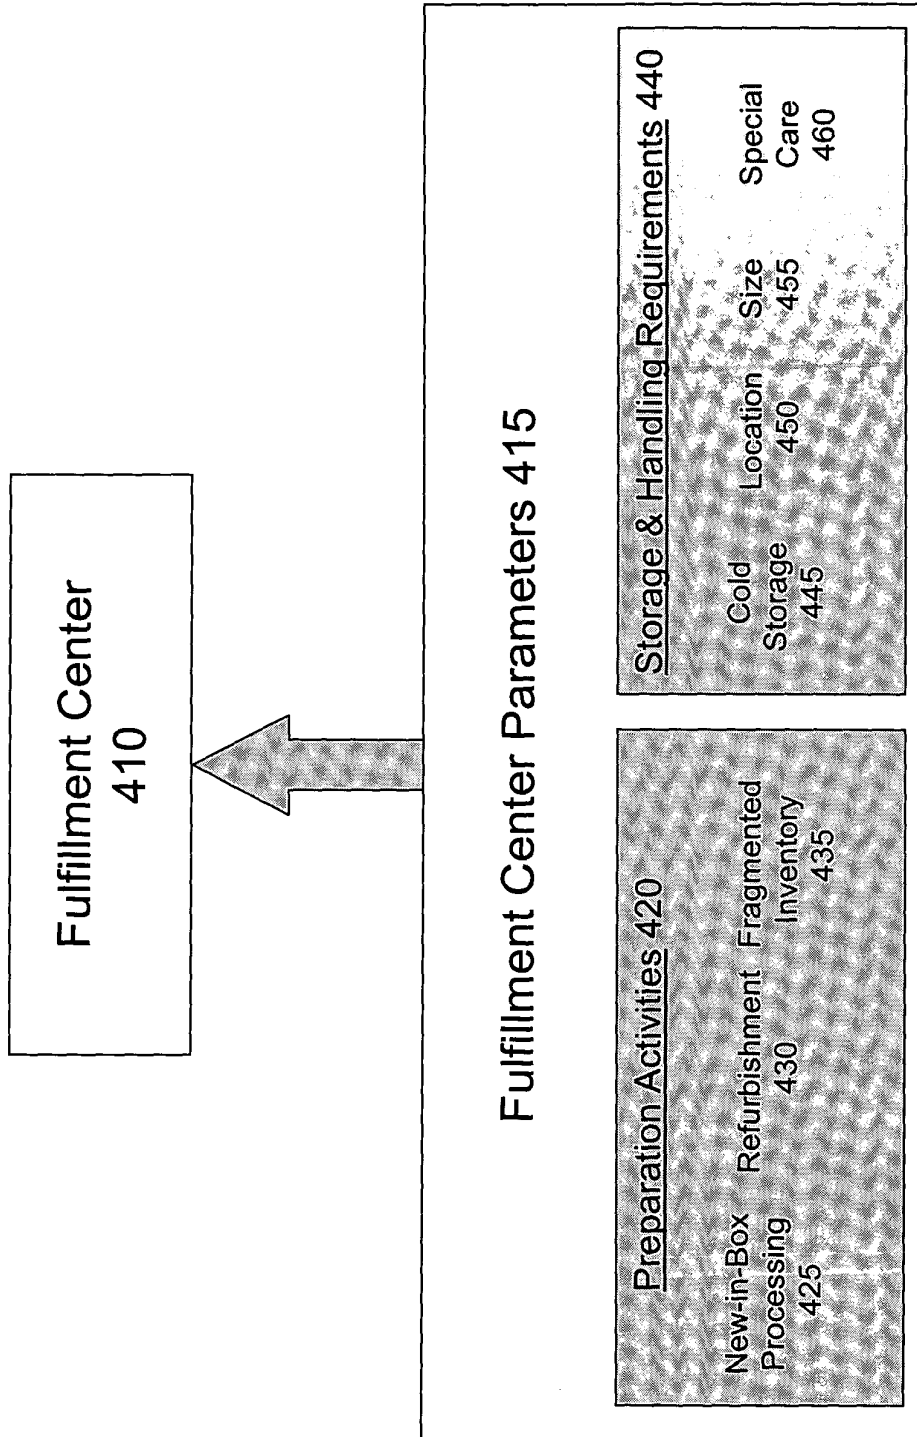 Fulfillment Center
410
Fulfillment Center Parameters 415
Preparation Activities 420
New-in-Box
Processing
425
Refurbishment
430
Fragmented
Inventory
435
Storage & Handling Requirements 440
Cold
Storage
445
Location
450
Size
455
Special
Care
460